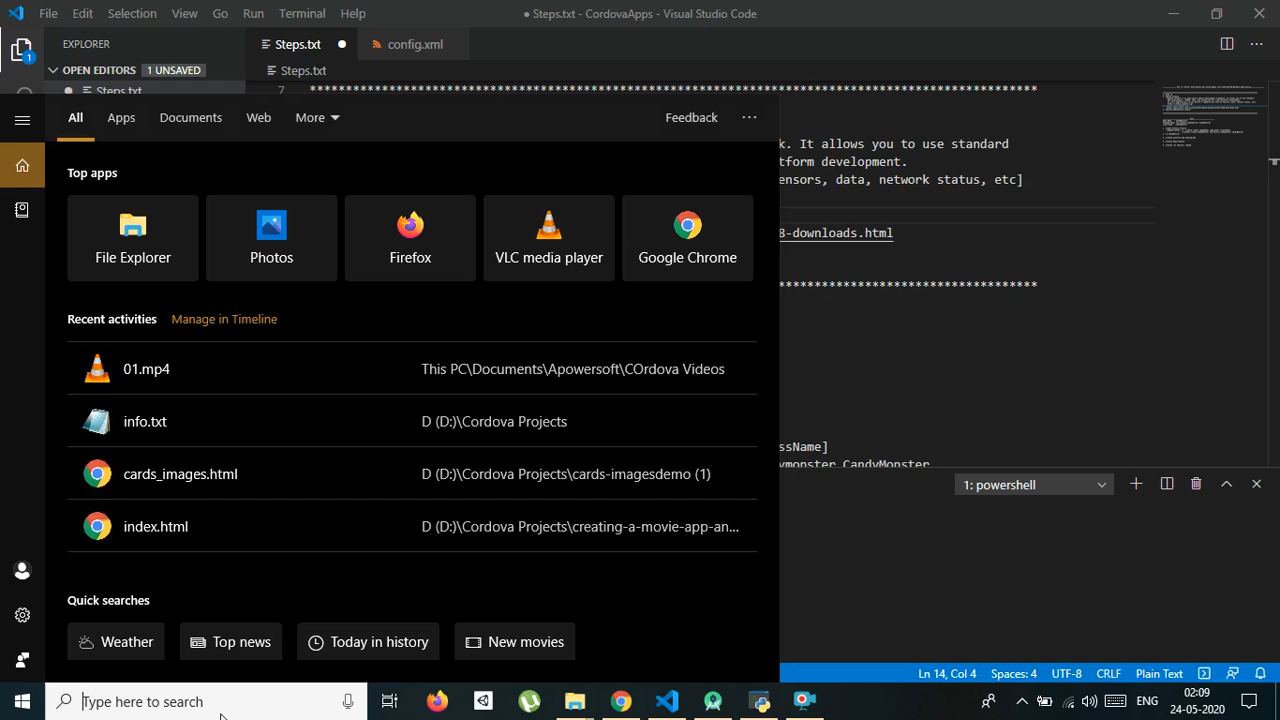 File Edit Selection View Go Run Terminal Help
● Steps.txt - CordovaApps - Visual Studio Code
1
EXPLORER
Steps.txt
config.xml
OPEN EDITORS 1 UNSAVED
Steps.txt
Steps.txt
7 *********************************************************************************
All Apps Documents Web More Feedback
k. It allows you to use standard
tform development.
ensors, data, network status, etc]
8-downloads.html
*****************************
ssName]
ymonster CandyMonster
Top apps
File Explorer
Photos
Firefox
VLC media player
Google Chrome
Recent activities Manage in Timeline
01.mp4 This PC\Documents\Apowersoft\COrdova Videos
info.txt D (D:)\Cordova Projects
cards_images.html D (D:)\Cordova Projects\cards-imagesdemo (1)
index.html D (D:)\Cordova Projects\creating-a-movie-app-an...
1: powershell
Quick searches
Weather
Top news
Today in history
New movies
Ln 14, Col 4 Spaces: 4 UTF-8 CRLF Plain Text
Type here to search
ENG
02:09
24-05-2020